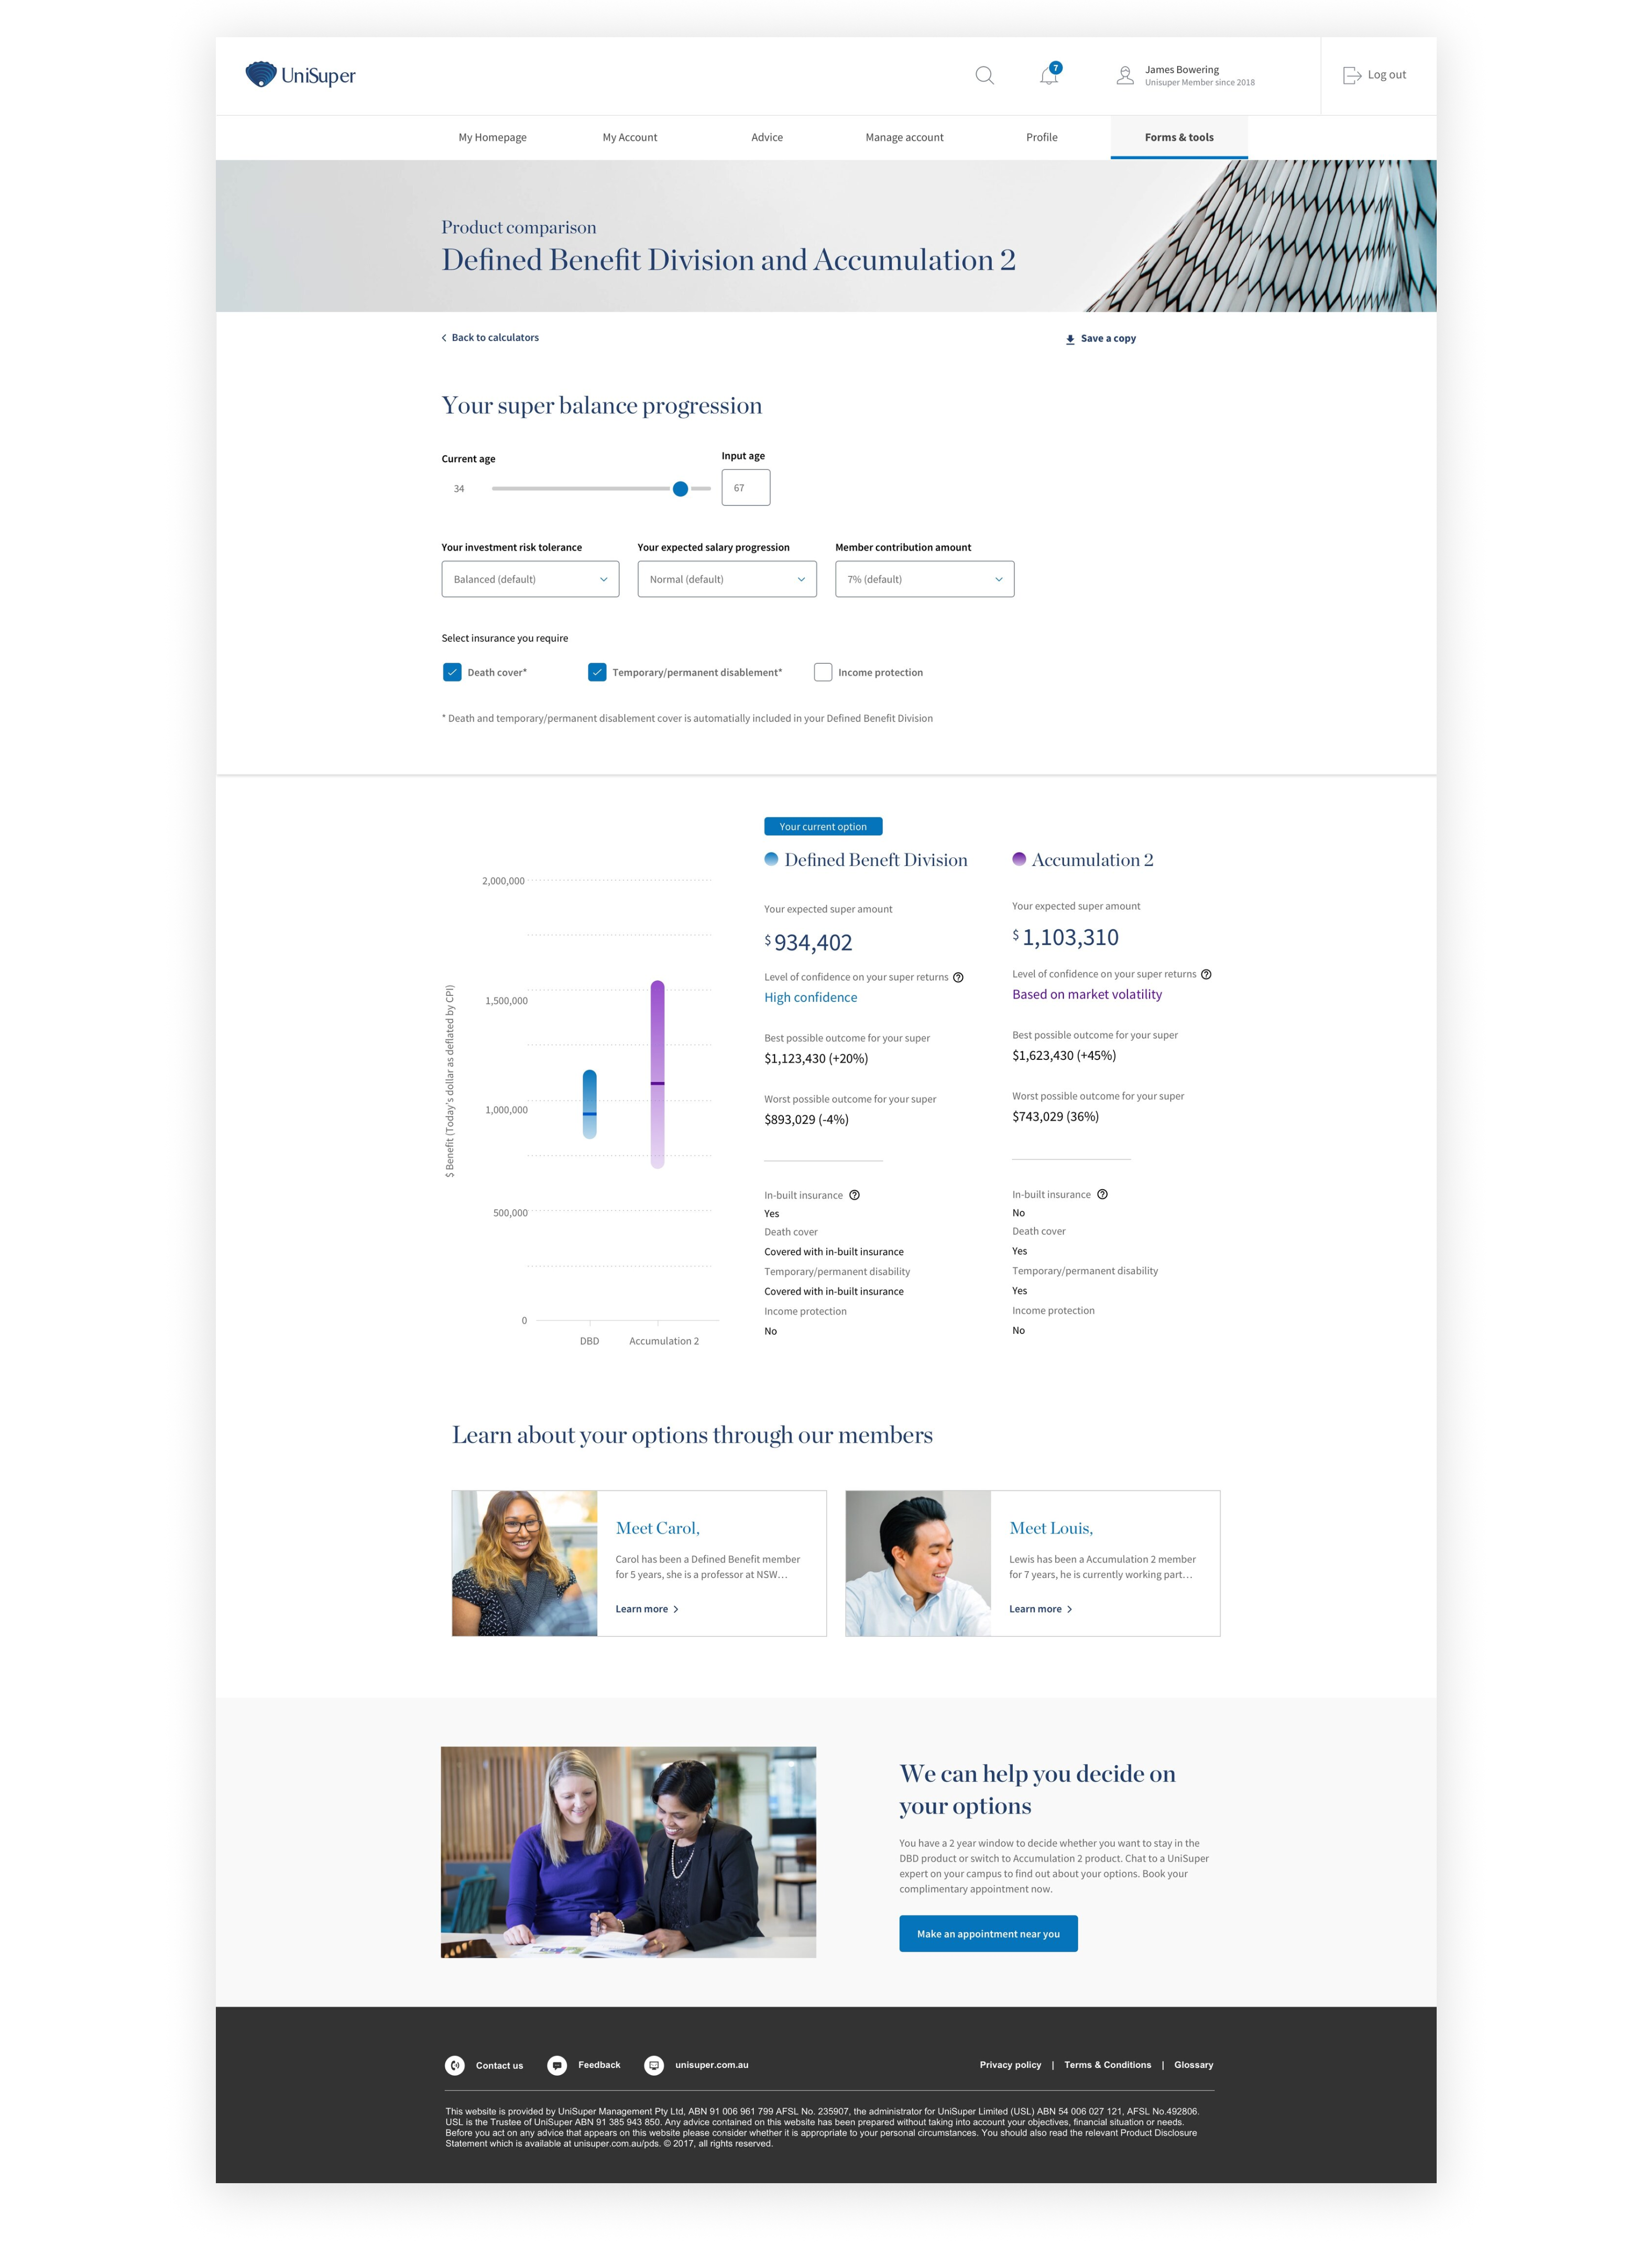 UniSuper
7
James Bowering
Unisuper Member since 2018
Log out
My Homepage
My Account
Advice
Manage account
Profile
Forms & tools
Product comparison
Defined Benefit Division and Accumulation 2
Back to calculators
Save a copy
Your super balance progression
Current age
34
Input age
67
Your investment risk tolerance
Balanced (default)
Your expected salary progression
Normal (default)
Member contribution amount
7% (default)
Select insurance you require
Death cover*
Temporary/permanent disablement*
Income protection
* Death and temporary/permanent disablement cover is automatially included in your Defined Benefit Division
$ Benefit (Today's dollar as deflated by CPI)
2,000,000
1,500,000
1,000,000
500,000
0
DBD
Accumulation 2
Your current option
Defined Beneft Division
Your expected super amount
$ 934,402
Level of confidence on your super returns ?
High confidence
Best possible outcome for your super
$1,123,430 (+20%)
Worst possible outcome for your super
$893,029 (-4%)
In-built insurance ?
Yes
Death cover
Covered with in-built insurance
Temporary/permanent disability
Covered with in-built insurance
Income protection
No
Accumulation 2
Your expected super amount
$ 1,103,310
Level of confidence on your super returns ?
Based on market volatility
Best possible outcome for your super
$1,623,430 (+45%)
Worst possible outcome for your super
$743,029 (36%)
In-built insurance ?
No
Death cover
Yes
Temporary/permanent disability
Yes
Income protection
No
Learn about your options through our members
Meet Carol,
Carol has been a Defined Benefit member
for 5 years, she is a professor at NSW...
Learn more
Meet Louis,
Lewis has been a Accumulation 2 member
for 7 years, he is currently working part...
Learn more
We can help you decide on
your options
You have a 2 year window to decide whether you want to stay in the
DBD product or switch to Accumulation 2 product. Chat to a UniSuper
expert on your campus to find out about your options. Book your
complimentary appointment now.
Make an appointment near you
Contact us
Feedback
unisuper.com.au
Privacy policy | Terms & Conditions | Glossary
This website is provided by UniSuper Management Pty Ltd, ABN 91 006 961 799 AFSL No. 235907, the administrator for UniSuper Limited (USL) ABN 54 006 027 121, AFSL No.492806.
USL is the Trustee of UniSuper ABN 91 385 943 850. Any advice contained on this website has been prepared without taking into account your objectives, financial situation or needs.
Before you act on any advice that appears on this website please consider whether it is appropriate to your personal circumstances. You should also read the relevant Product Disclosure
Statement which is available at unisuper.com.au/pds. © 2017, all rights reserved.